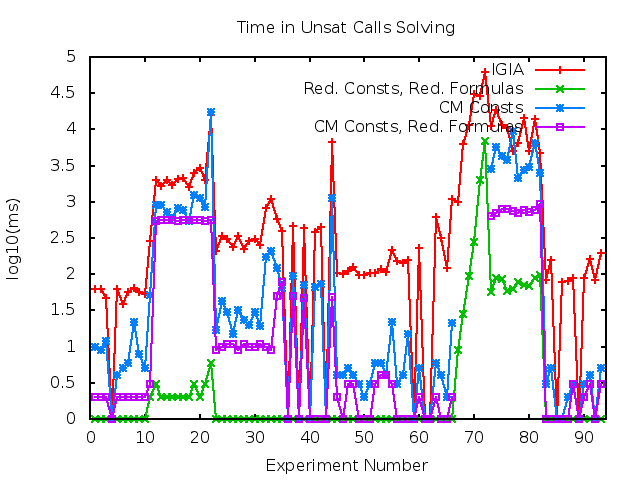 Time in Unsat Calls Solving
IGIA
Red. Consts, Red. Formulas
CM Consts
CM Consts, Red. Formulas
log10(ms)
5
4.5
4
3.5
3
2.5
2
1.5
1
0.5
0
0 10 20 30 40 50 60 70 80 90
Experiment Number